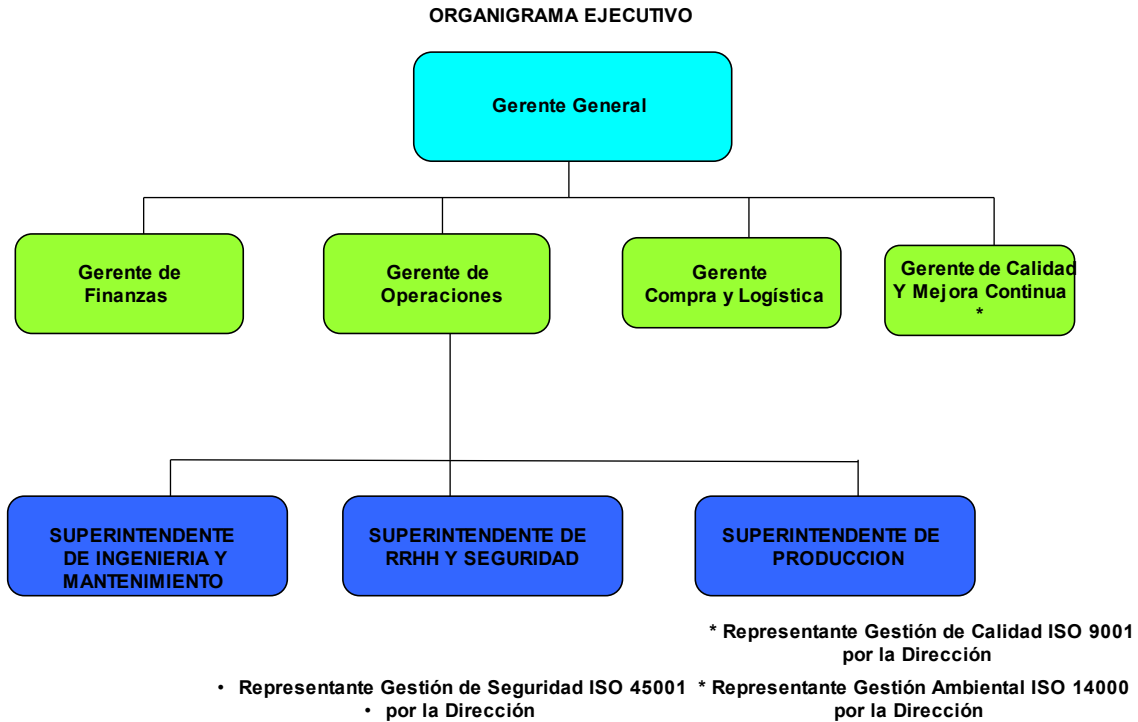 ORGANIGRAMA EJECUTIVO
Gerente General
Gerente de
Finanzas
Gerente de
Operaciones
Gerente
Compra y Logística
Gerente de Calidad
Y Mejora Continua
*
SUPERINTENDENTE
DE INGENIERIA Y
MANTENIMIENTO
SUPERINTENDENTE DE
RRHH Y SEGURIDAD
SUPERINTENDENTE DE
PRODUCCION
* Representante Gestión de Calidad ISO 9001
por la Dirección
• Representante Gestión de Seguridad ISO 45001
• por la Dirección
* Representante Gestión Ambiental ISO 14000
por la Dirección